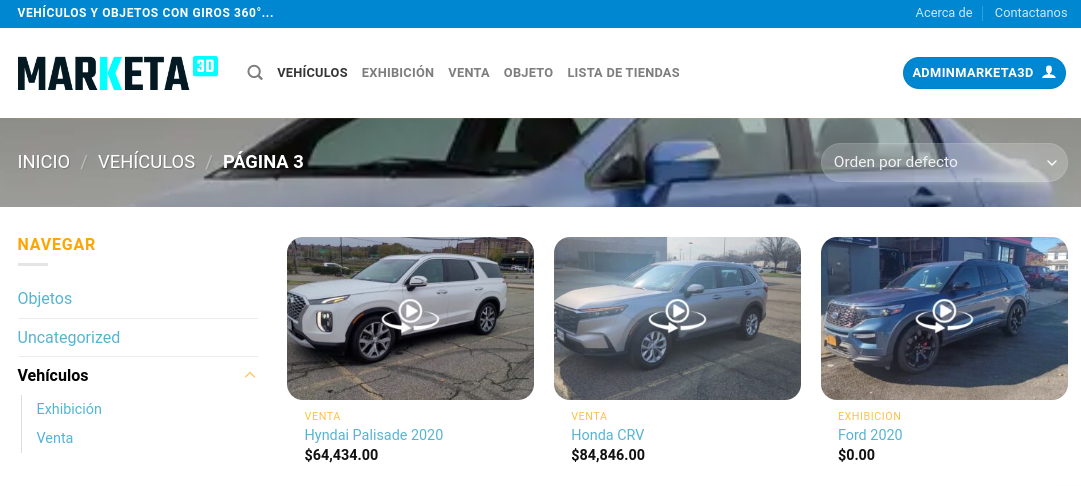 VEHÍCULOS Y OBJETOS CON GIROS 360°...
Acerca de
Contactanos
MARKETA 3D
VEHÍCULOS
EXHIBICIÓN
VENTA
OBJETO
LISTA DE TIENDAS
ADMINMARKETA3D
INICIO / VEHÍCULOS / PÁGINA 3
Orden por defecto
NAVEGAR
Objetos
Uncategorized
Vehículos
Exhibición
Venta
VENTA
Hyndai Palisade 2020
$64,434.00
VENTA
Honda CRV
$84,846.00
EXHIBICIÓN
Ford 2020
$0.00